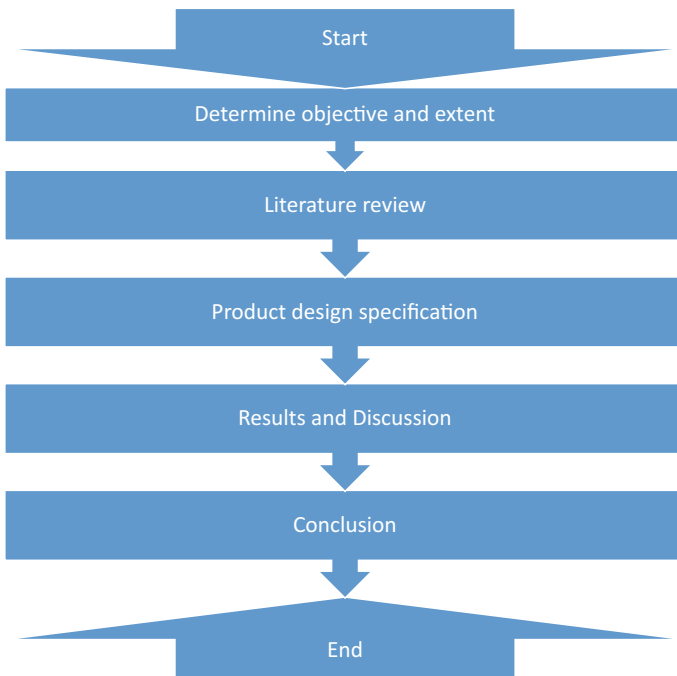 Start
Determine objective and extent
Literature review
Product design specification
Results and Discussion
Conclusion
End